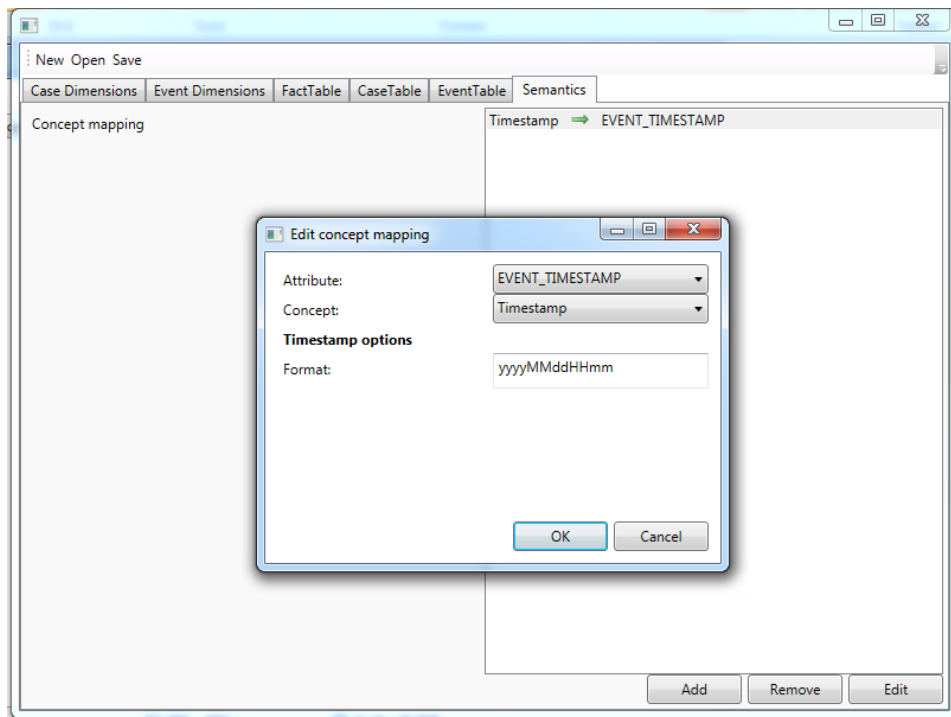 New Open Save
Case Dimensions Event Dimensions FactTable CaseTable EventTable Semantics
Concept mapping
Timestamp ⇒ EVENT_TIMESTAMP
Edit concept mapping
Attribute: EVENT_TIMESTAMP
Concept: Timestamp
Timestamp options
Format: yyyyMMddHHmm
OK Cancel
Add Remove Edit